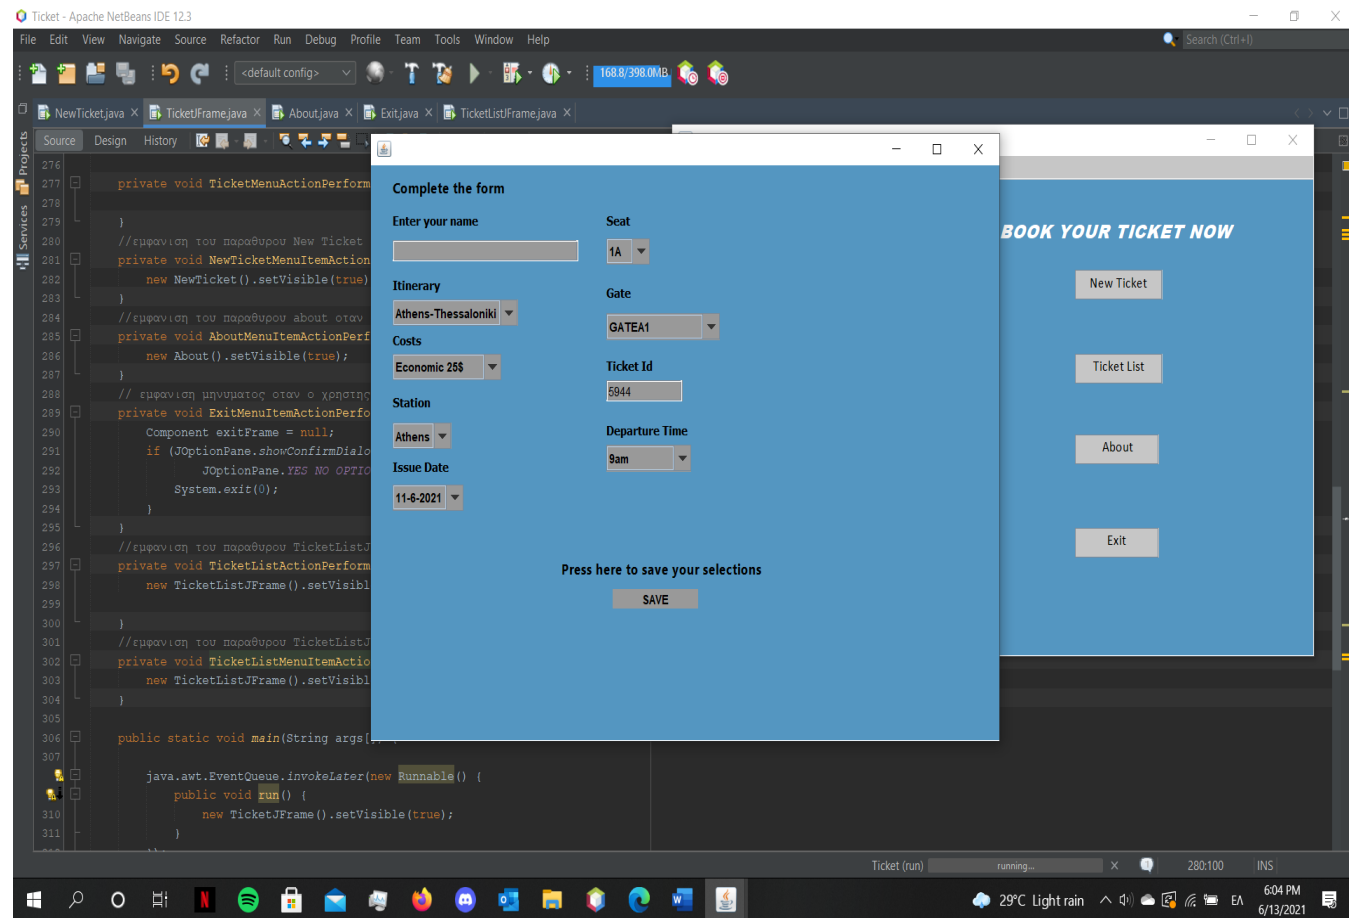 Ticket - Apache NetBeans IDE 12.3
File Edit View Navigate Source Refactor Run Debug Profile Team Tools Window Help
Search (Ctrl+I)
<default config>
168.8/398.0MB
NewTicket.java TicketJFrame.java About.java Exit.java TicketListJFrame.java
Source Design History
Projects
Services
276
277 private void TicketMenuActionPerform
278
279 }
280 //εμφανιση του παραθυρου New Ticket
281 private void NewTicketMenuItemAction
282 new NewTicket().setVisible(true)
283 }
284 //εμφανιση του παραθυρου about οταν
285 private void AboutMenuItemActionPerf
286 new About().setVisible(true);
287 }
288 // εμφανιση μηνυματος οταν ο χρηστης
289 private void ExitMenuItemActionPerfo
290 Component exitFrame = null;
291 if (JOptionPane.showConfirmDialo
292 JOptionPane.YES_NO_OPTIO
293 System.exit(0);
294 }
295 }
296 //εμφανιση του παραθυρου TicketListJ
297 private void TicketListActionPerform
298 new TicketListJFrame().setVisibl
299
300 }
301 //εμφανιση του παραθυρου TicketListJ
302 private void TicketListMenuItemActio
303 new TicketListJFrame().setVisibl
304 }
305
306 public static void main(String args[]) {
307
java.awt.EventQueue.invokeLater(new Runnable() {
public void run() {
310 new TicketJFrame().setVisible(true);
311 }
Complete the form
Enter your name
Itinerary
Athens-Thessaloniki
Costs
Economic 25$
Station
Athens
Issue Date
11-6-2021
Seat
1A
Gate
GATEA1
Ticket Id
5944
Departure Time
9am
Press here to save your selections
SAVE
BOOK YOUR TICKET NOW
New Ticket
Ticket List
About
Exit
Ticket (run) running... 280:100 INS
29°C Light rain ΕΛ 6:04 PM
6/13/2021